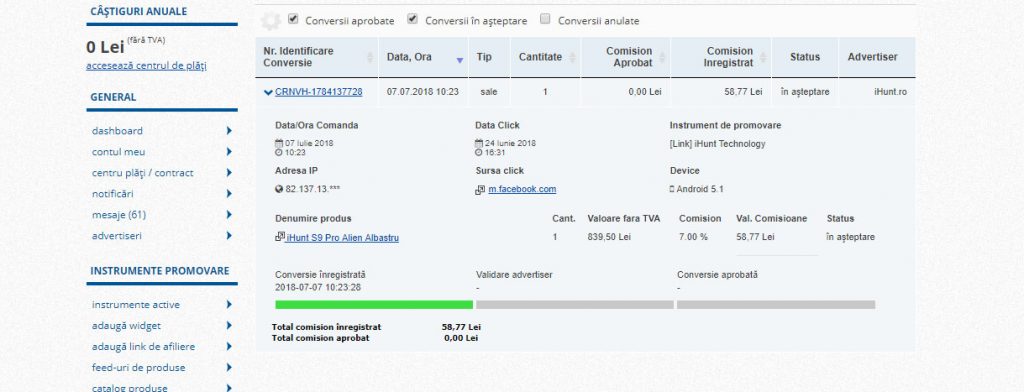 CÂȘTIGURI ANUALE
0 Lei (fără TVA)
accesează centrul de plăți
GENERAL
dashboard
contul meu
centru plăți / contract
notificări
mesaje (61)
advertiseri
INSTRUMENTE PROMOVARE
instrumente active
adaugă widget
adaugă link de afiliere
feed-uri de produse
catalog produse
Conversii aprobate Conversii în așteptare Conversii anulate
Nr. Identificare Conversie Data, Ora Tip Cantitate Comision Aprobat Comision Inregistrat Status Advertiser
CRNVH-1784137728 07.07.2018 10:23 sale 1 0,00 Lei 58,77 Lei în așteptare iHunt.ro
Data/Ora Comanda Data Click Instrument de promovare
07 Iulie 2018 24 Iunie 2018 [Link] iHunt Technology
10:23 16:31
Adresa IP Sursa click Device
82.137.13.*** m.facebook.com Android 5.1
Denumire produs Cant. Valoare fara TVA Comision Val. Comisioane Status
iHunt S9 Pro Alien Albastru 1 839,50 Lei 7.00 % 58,77 Lei în așteptare
Conversie înregistrată Validare advertiser Conversie aprobată
2018-07-07 10:23:28 - -
Total comision înregistrat 58,77 Lei
Total comision aprobat 0,00 Lei